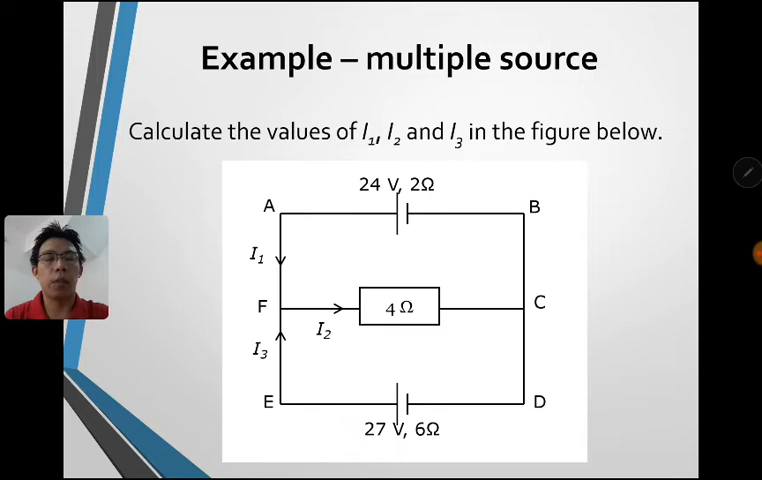 Example – multiple source
Calculate the values of I₁, I₂ and I₃ in the figure below.
24 V, 2Ω
A
B
I₁
F
4 Ω
C
I₂
I₃
E
D
27 V, 6Ω